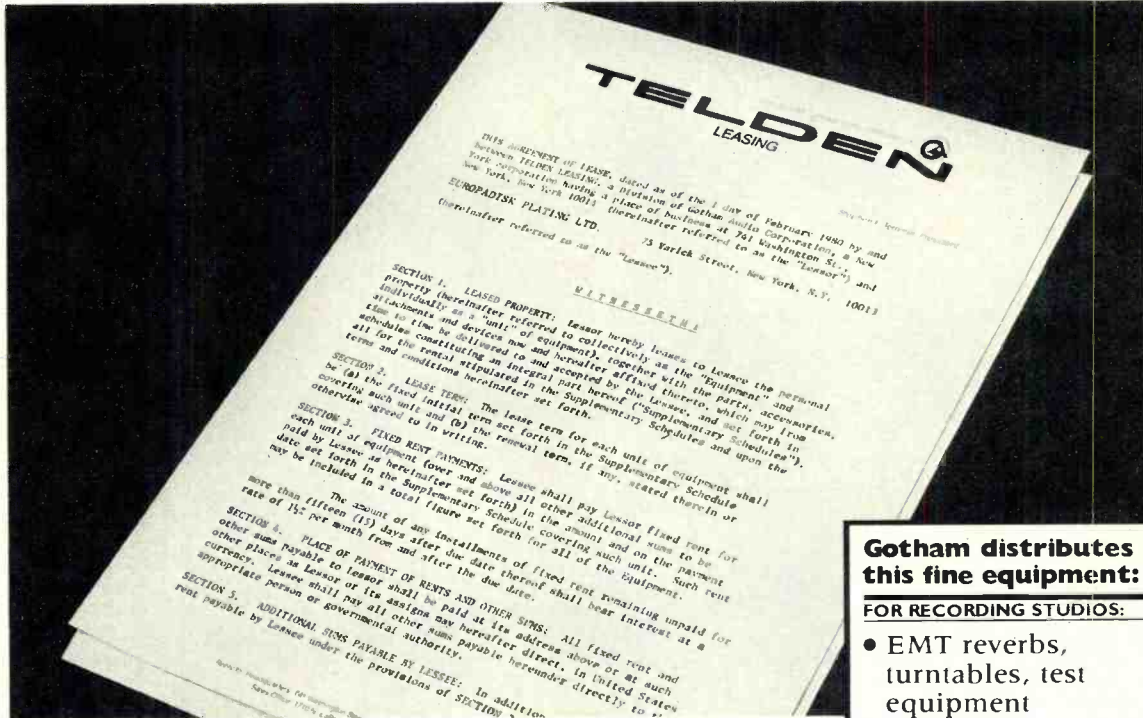 TELDEN
LEASING
THIS AGREEMENT OF LEASE, dated as of the 1 day of February 1980 by and
between TELDEN LEASING, a Division of Gotham Audio Corporation, a New
York corporation having a place of business at 741 Washington St.,
New York, New York 10014 (hereinafter referred to as the "Lessor") and
EUROPADISK PLATING LTD. 75 Varick Street, New York, N.Y. 10013
(hereinafter referred to as the "Lessee").
WITNESSETH:
SECTION 1. LEASED PROPERTY: Lessor hereby leases to Lessee the personal
property (hereinafter referred to collectively as the "Equipment" and
individually as a "unit" of equipment), together with the parts, accessories,
attachments and devices now and hereafter affixed thereto, which may from
time to time be delivered to and accepted by the Lessee, and set forth in
schedules constituting an integral part hereof ("Supplementary Schedules"),
all for the rental stipulated in the Supplementary Schedules and upon the
terms and conditions hereinafter set forth.
SECTION 2. LEASE TERM: The lease term for each unit of equipment shall
be (a) the fixed initial term set forth in the Supplementary Schedule
covering such unit and (b) the renewal term, if any, stated therein or
otherwise agreed to in writing.
SECTION 3. FIXED RENT PAYMENTS: Lessee shall pay Lessor fixed rent for
each unit of equipment (over and above all other additional sums to be
paid by Lessee as hereinafter set forth) in the amount and on the payment
date set forth in the Supplementary Schedule covering such unit. Such rent
may be included in a total figure set forth for all of the Equipment.
The amount of any installments of fixed rent remaining unpaid for
more than fifteen (15) days after due date thereof shall bear interest at a
rate of 1½% per month from and after the due date.
SECTION 4. PLACE OF PAYMENT OF RENTS AND OTHER SUMS: All fixed rent and
other sums payable to lessor shall be paid at its address above or at such
other places as Lessor or its assigns may hereafter direct, in United States
currency. Lessee shall pay all other sums payable hereunder directly to the
appropriate person or governmental authority.
SECTION 5. ADDITIONAL SUMS PAYABLE BY LESSEE: In addition
rent payable by Lessee under the provisions of SECTION
Gotham distributes
this fine equipment:
FOR RECORDING STUDIOS:
• EMT reverbs,
turntables, test
equipment